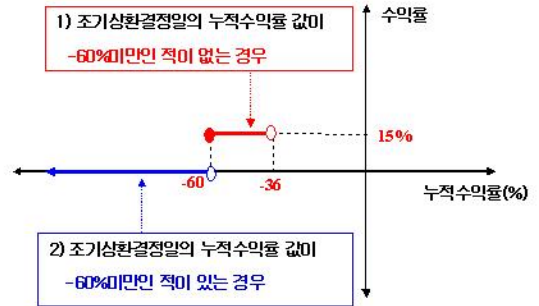 1) 조기상환결정일의 누적수익률 값이
-60%미만인 적이 없는 경우
수익률
15%
-60
-36
누적수익률(%)
2) 조기상환결정일의 누적수익률 값이
-60%미만인 적이 있는 경우